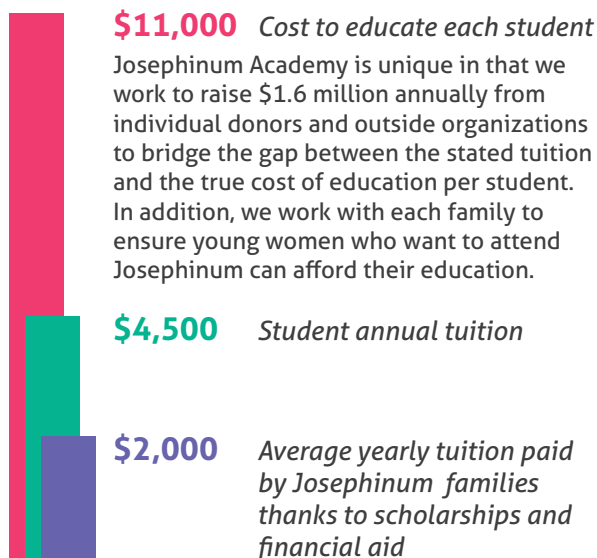 $11,000 Cost to educate each student
Josephinum Academy is unique in that we
work to raise $1.6 million annually from
individual donors and outside organizations
to bridge the gap between the stated tuition
and the true cost of education per student.
In addition, we work with each family to
ensure young women who want to attend
Josephinum can afford their education.
$4,500 Student annual tuition
$2,000 Average yearly tuition paid
by Josephinum families
thanks to scholarships and
financial aid